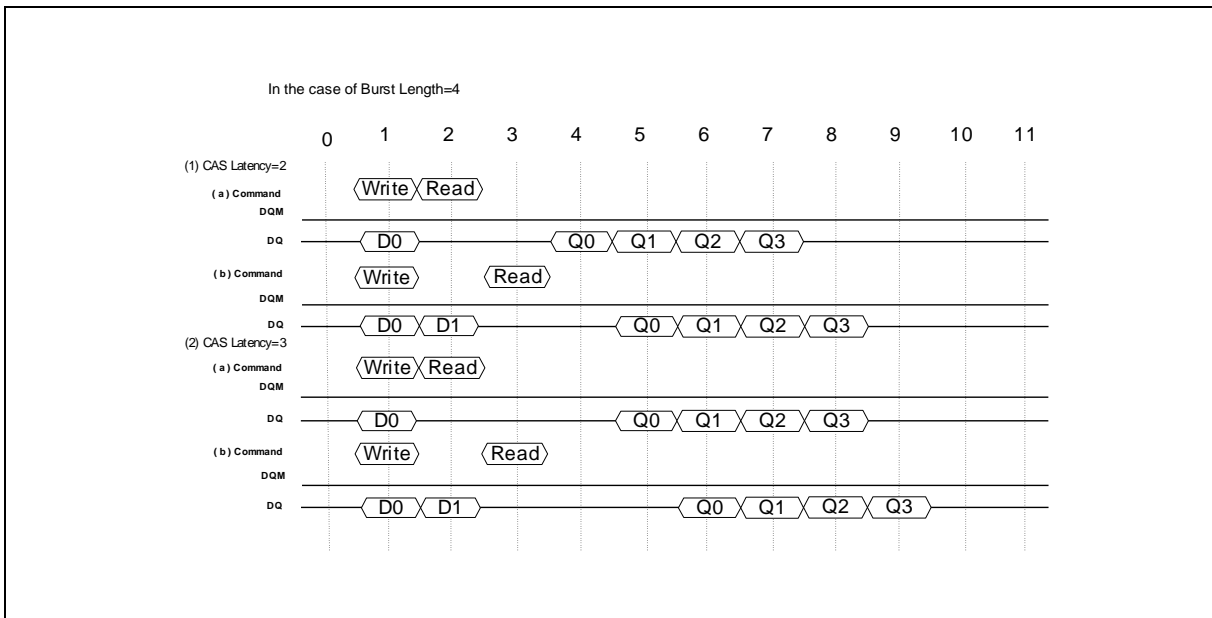 In the case of Burst Length=4
0 1 2 3 4 5 6 7 8 9 10 11
(1) CAS Latency=2
( a ) Command Write Read
DQM
DQ D0 Q0 Q1 Q2 Q3
( b ) Command Write Read
DQM
DQ D0 D1 Q0 Q1 Q2 Q3
(2) CAS Latency=3
( a ) Command Write Read
DQM
DQ D0 Q0 Q1 Q2 Q3
( b ) Command Write Read
DQM
DQ D0 D1 Q0 Q1 Q2 Q3